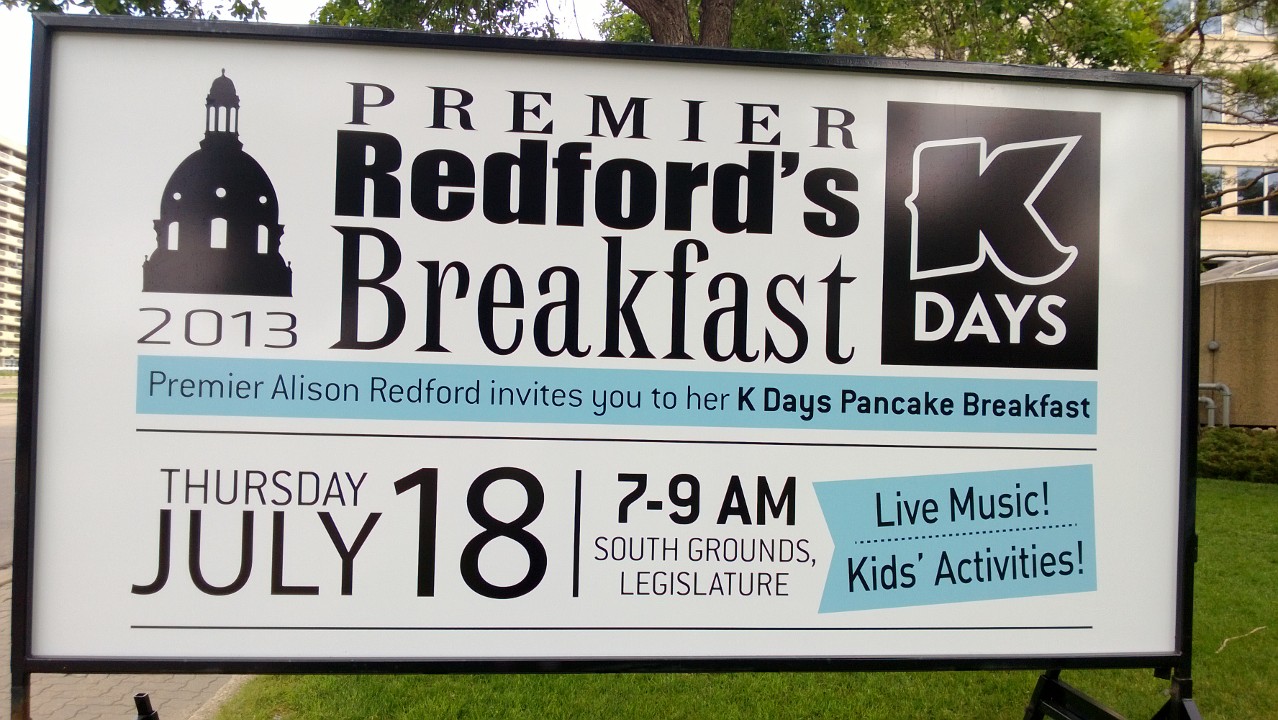 PREMIER
Redford's
Breakfast
2013
K
DAYS
Premier Alison Redford invites you to her K Days Pancake Breakfast
THURSDAY
JULY 18
7-9 AM
SOUTH GROUNDS,
LEGISLATURE
Live Music!
Kids' Activities!